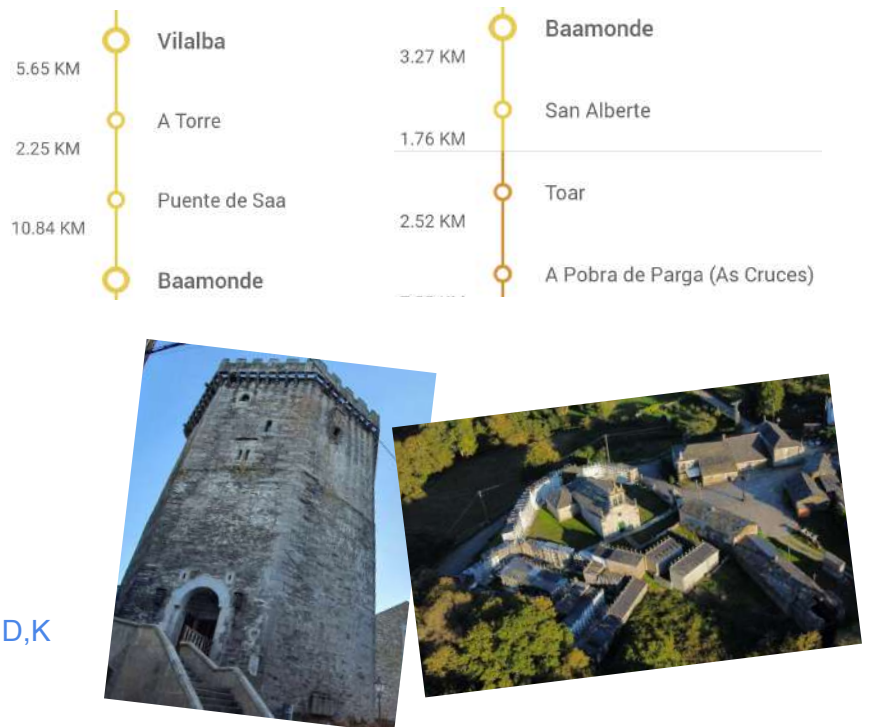 Vilalba
5.65 KM
A Torre
2.25 KM
Puente de Saa
10.84 KM
Baamonde
Baamonde
3.27 KM
San Alberte
1.76 KM
Toar
2.52 KM
A Pobra de Parga (As Cruces)
D,K